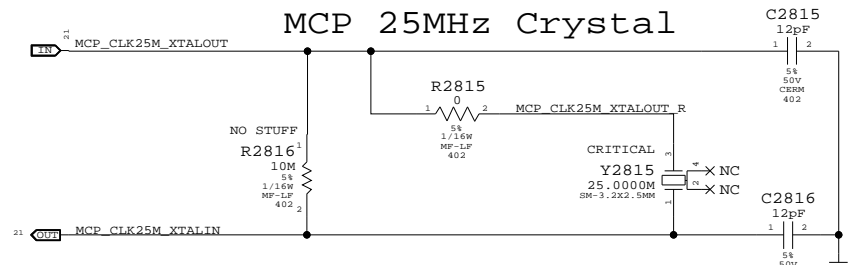 MCP 25MHz Crystal
21
IN
MCP_CLK25M_XTALOUT
C2815
12pF
1 2
5%
50V
CERM
402
R2815
0
1 2
5%
1/16W
MF-LF
402
MCP_CLK25M_XTALOUT_R
NO STUFF
R2816
1
10M
5%
1/16W
MF-LF
402
2
CRITICAL
Y2815
25.0000M
SM-3.2X2.5MM
3
4
NC
2
NC
1
C2816
12pF
1 2
5%
50V
21
OUT
MCP_CLK25M_XTALIN